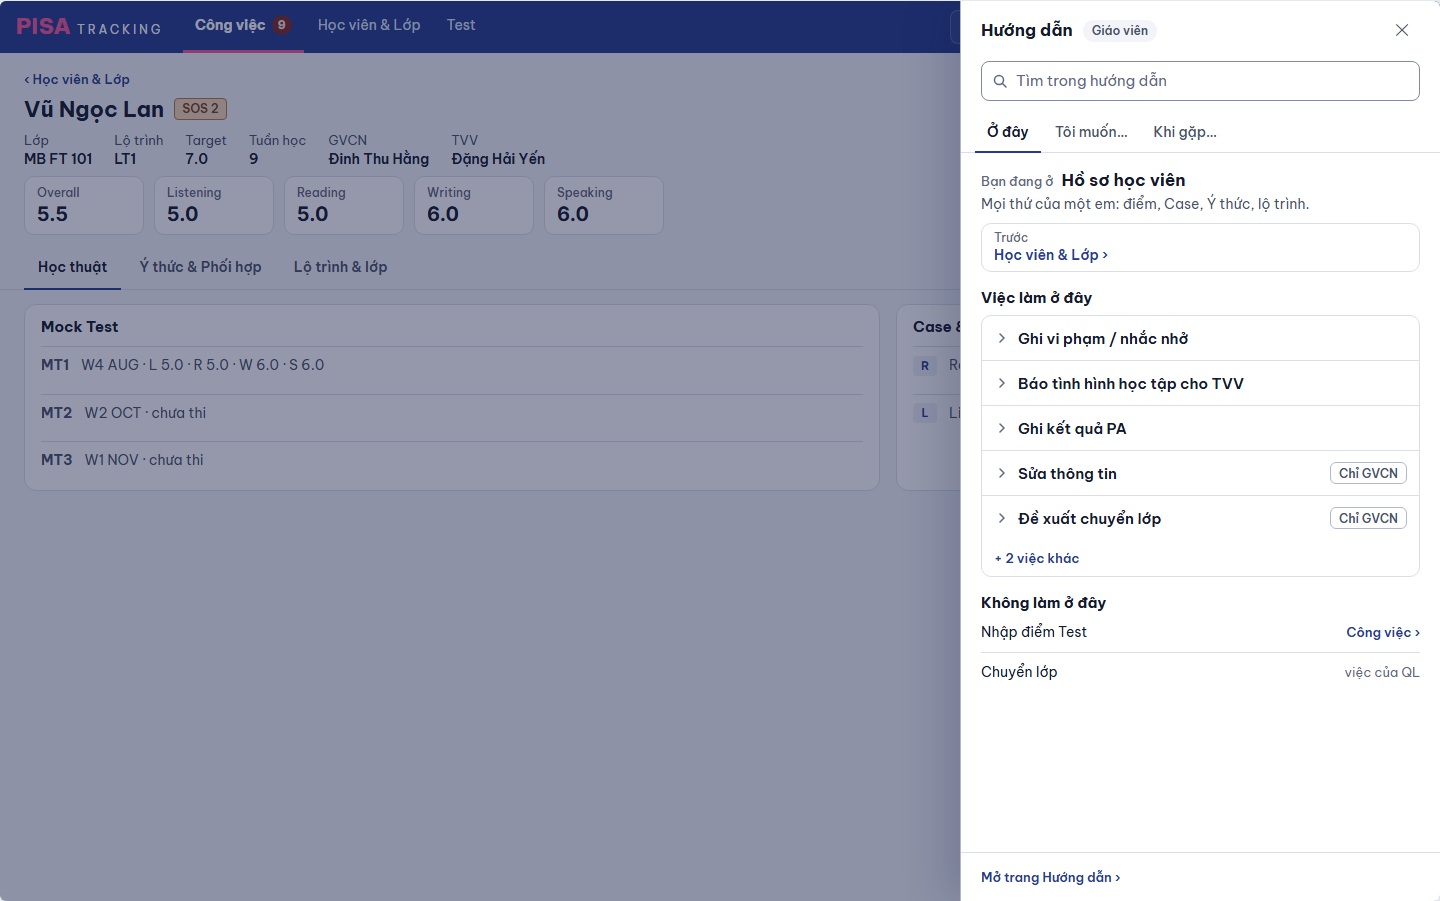 PISA TRACKING Công việc 9 Học viên & Lớp Test
‹ Học viên & Lớp
Vũ Ngọc Lan SOS 2
Lớp Lộ trình Target Tuần học GVCN TVV
MB FT 101 LT1 7.0 9 Đinh Thu Hằng Đặng Hải Yến
Overall Listening Reading Writing Speaking
5.5 5.0 5.0 6.0 6.0
Học thuật Ý thức & Phối hợp Lộ trình & lớp
Mock Test
MT1 W4 AUG · L 5.0 · R 5.0 · W 6.0 · S 6.0
MT2 W2 OCT · chưa thi
MT3 W1 NOV · chưa thi
Case
R
L
Hướng dẫn Giáo viên
Tìm trong hướng dẫn
Ở đây Tôi muốn... Khi gặp...
Bạn đang ở Hồ sơ học viên
Mọi thứ của một em: điểm, Case, Ý thức, lộ trình.
Trước
Học viên & Lớp ›
Việc làm ở đây
Ghi vi phạm / nhắc nhở
Báo tình hình học tập cho TVV
Ghi kết quả PA
Sửa thông tin Chỉ GVCN
Đề xuất chuyển lớp Chỉ GVCN
+ 2 việc khác
Không làm ở đây
Nhập điểm Test Công việc ›
Chuyển lớp việc của QL
Mở trang Hướng dẫn ›